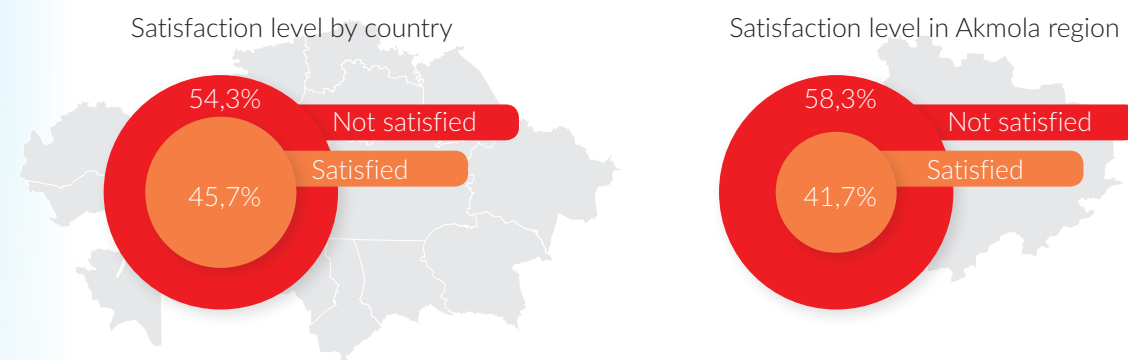 Satisfaction level by country
54,3%
Not satisfied
Satisfied
45,7%
Satisfaction level in Akmola region
58,3%
Not satisfied
Satisfied
41,7%